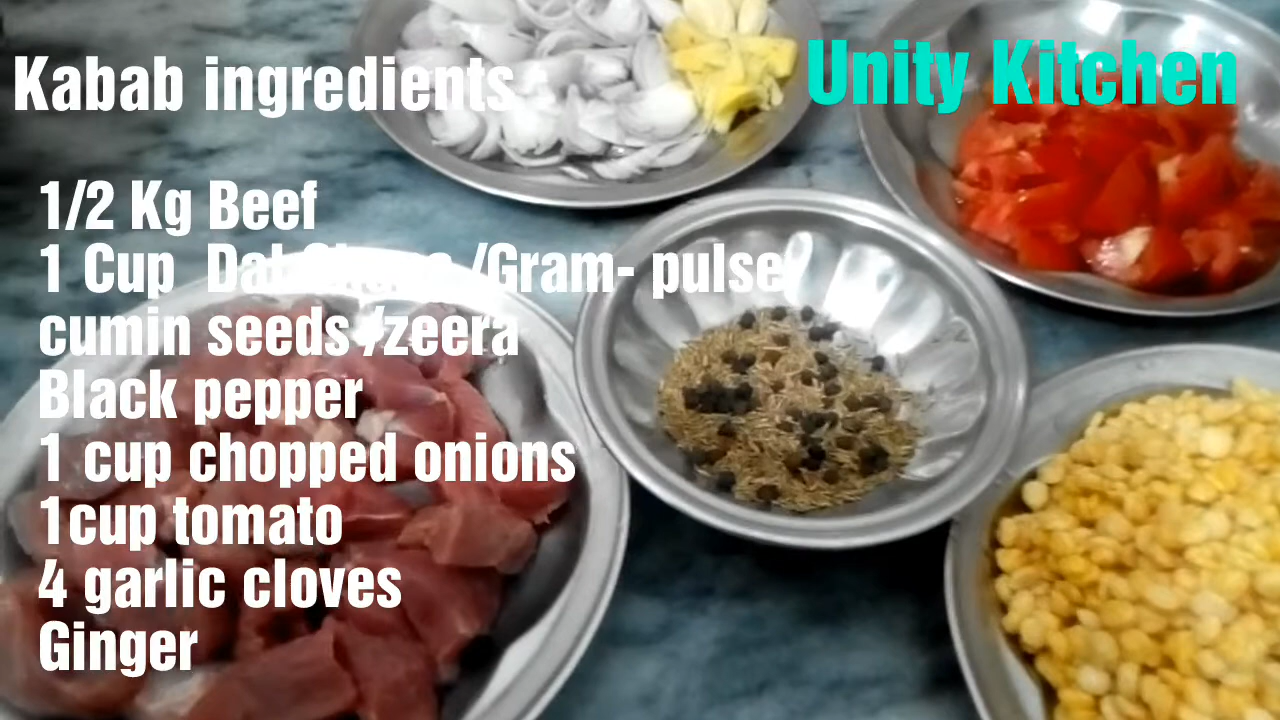 Kabab ingredients :
Unity Kitchen
1/2 Kg Beef
1 Cup Dal /Gram- pulse
cumin seeds /zeera
Black pepper
1 cup chopped onions
1cup tomato
4 garlic cloves
Ginger